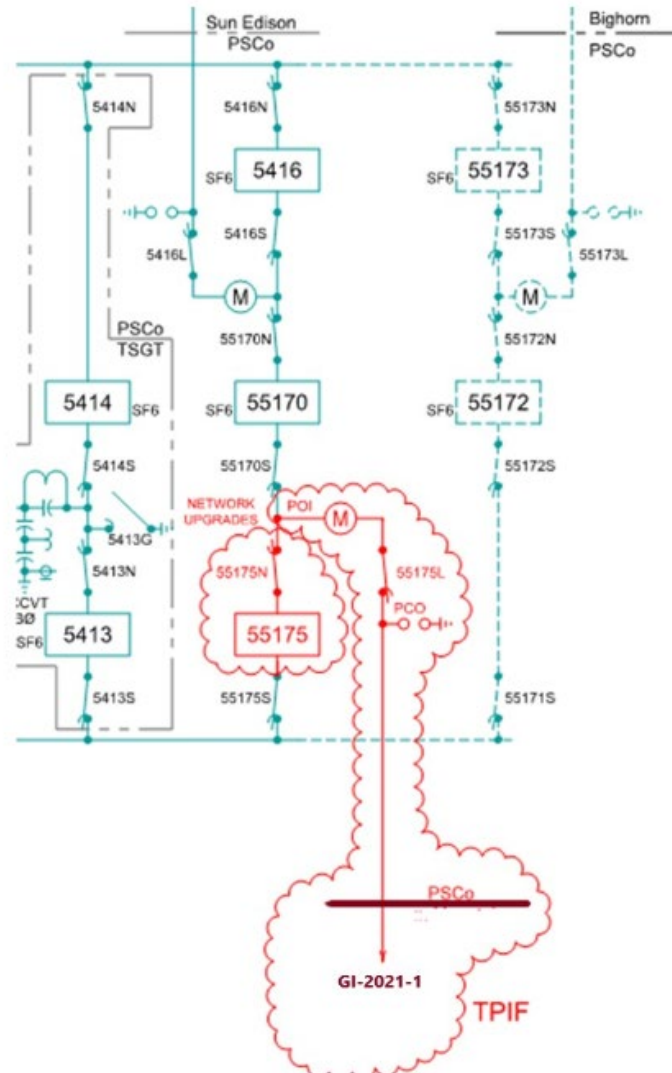 Sun Edison
PSCo
Bighorn
PSCo
5414N
5416N
55173N
SF6
5416
SF6
55173
5416L
5416S
55173S
55173L
M
M
PSCo
TSGT
55170N
55172N
5414
SF6
SF6
55170
SF6
55172
5414S
55170S
55172S
NETWORK
UPGRADES
POI
M
5413G
5413N
55175N
55175L
CCVT
3Ø
PCO
SF6
5413
55175
5413S
55175S
55171S
PSCo
GI-2021-1
TPIF